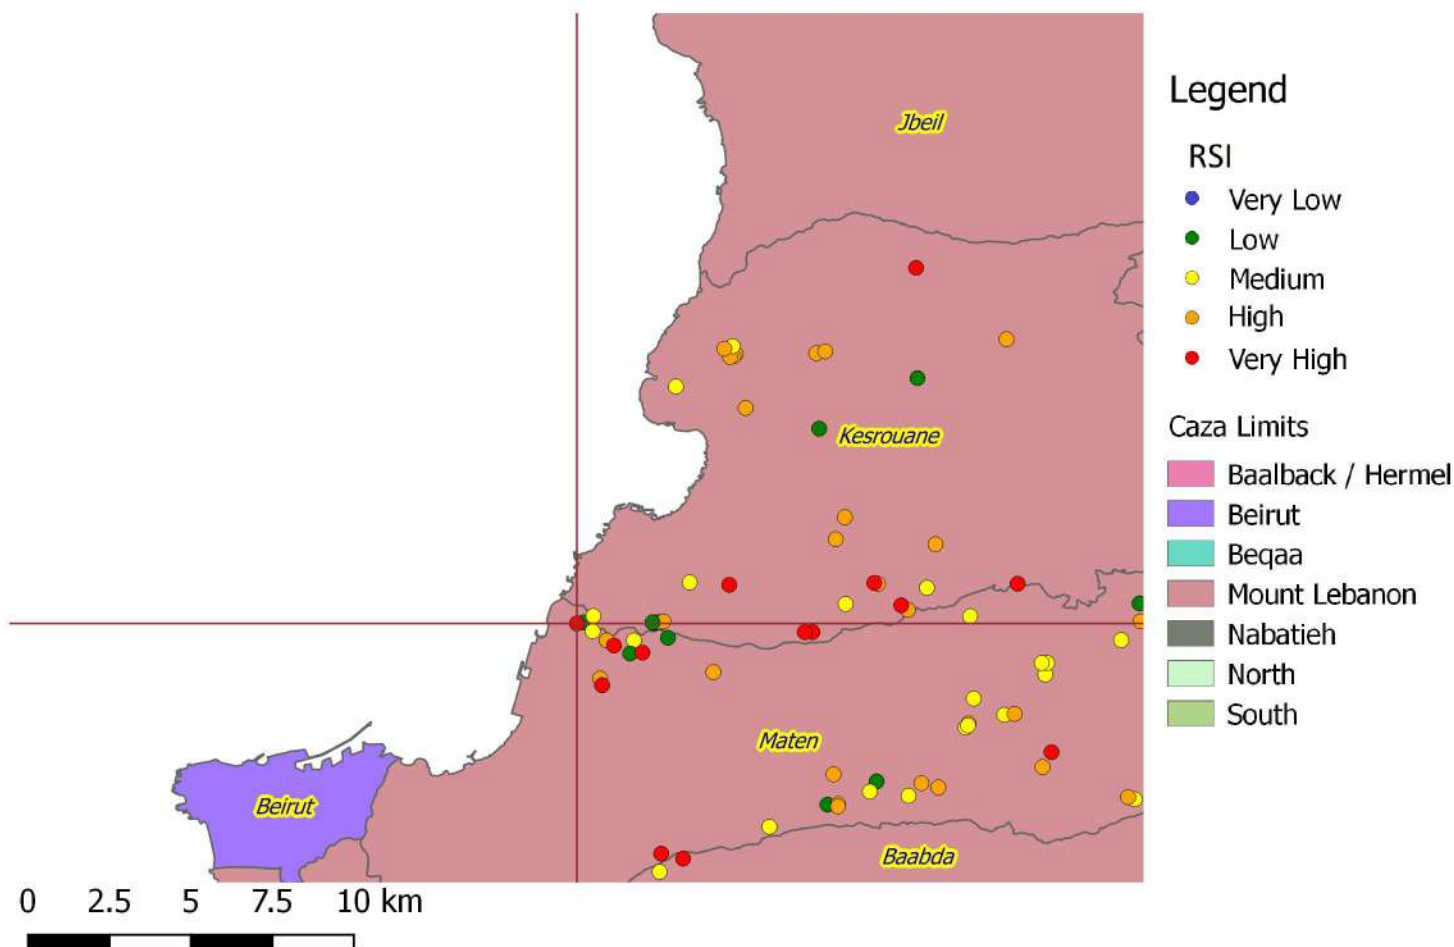 Jbeil
Kesrouane
Maten
Beirut
Baabda
0 2.5 5 7.5 10 km
Legend
RSI
Very Low
Low
Medium
High
Very High
Caza Limits
Baalback / Hermel
Beirut
Beqaa
Mount Lebanon
Nabatieh
North
South